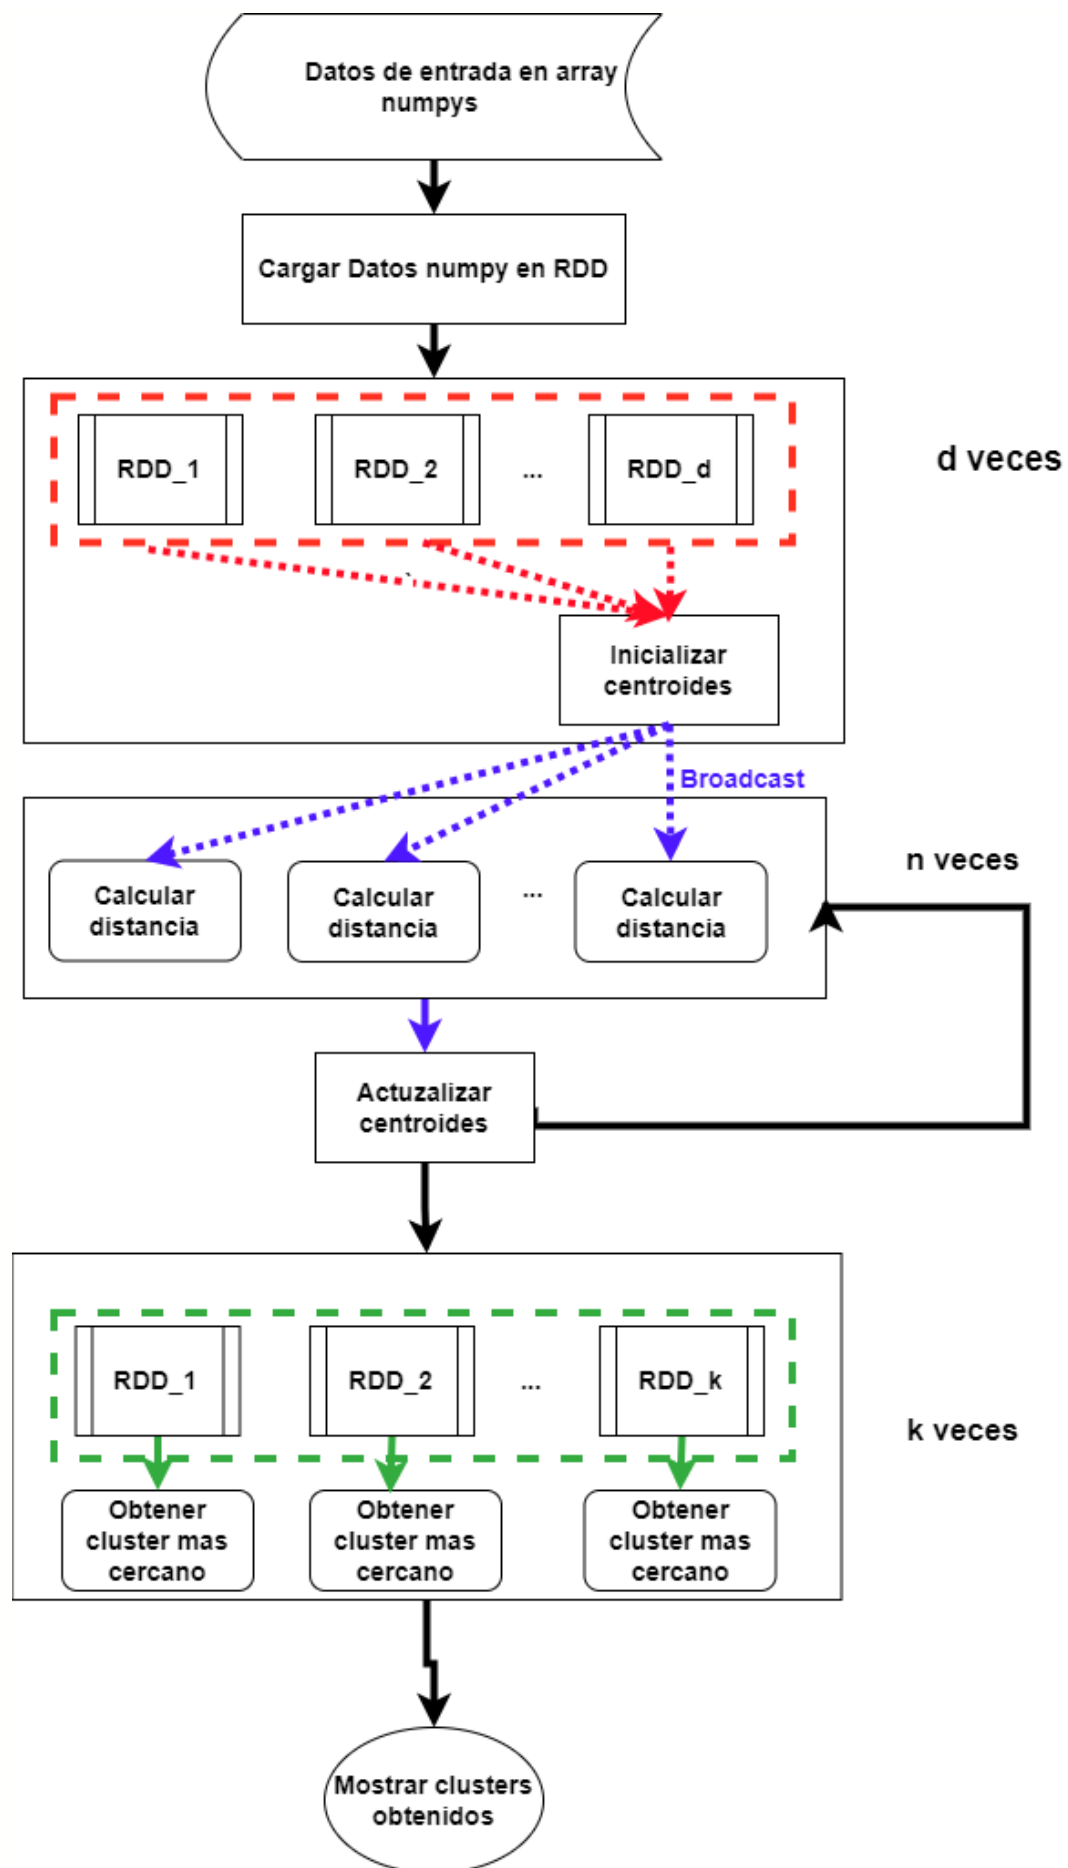 Datos de entrada en array
numpys
Cargar Datos numpy en RDD
RDD_1
RDD_2
...
RDD_d
d veces
Inicializar
centroides
Broadcast
n veces
Calcular
distancia
Calcular
distancia
...
Calcular
distancia
Actuzalizar
centroides
RDD_1
RDD_2
...
RDD_k
k veces
Obtener
cluster mas
cercano
Obtener
cluster mas
cercano
Obtener
cluster mas
cercano
Mostrar clusters
obtenidos